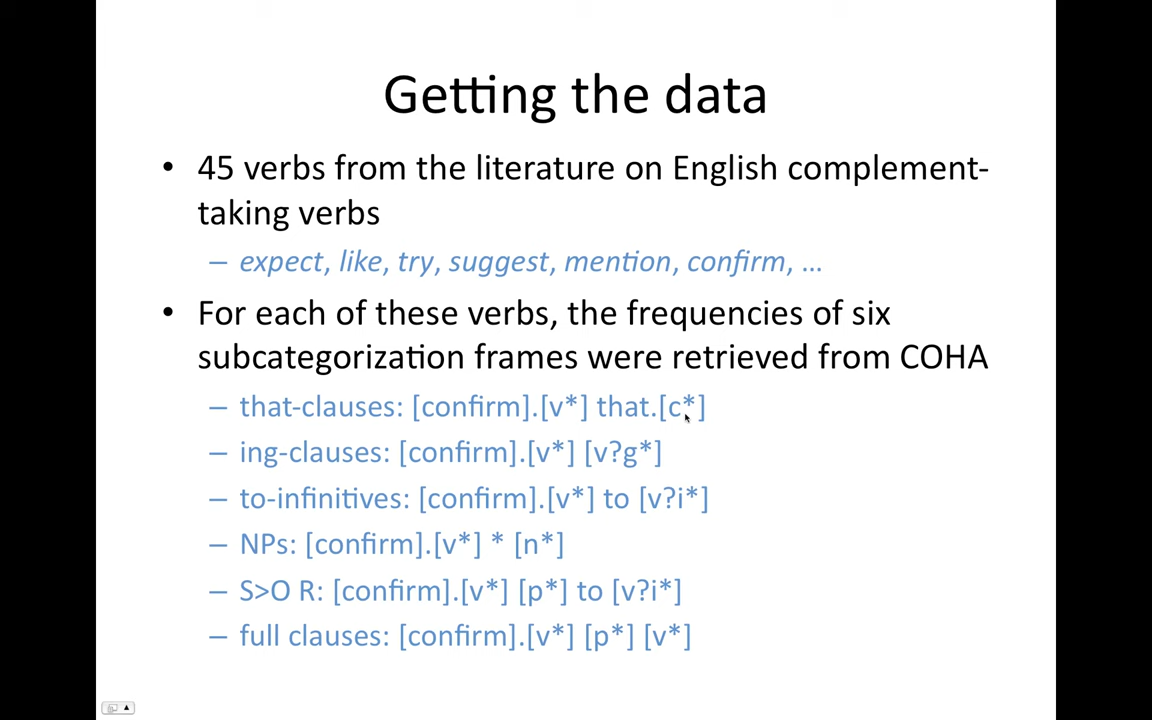 Getting the data
• 45 verbs from the literature on English complement-
taking verbs
– expect, like, try, suggest, mention, confirm, …
• For each of these verbs, the frequencies of six
subcategorization frames were retrieved from COHA
– that-clauses: [confirm].[v*] that.[c*]
– ing-clauses: [confirm].[v*] [v?g*]
– to-infinitives: [confirm].[v*] to [v?i*]
– NPs: [confirm].[v*] * [n*]
– S>O R: [confirm].[v*] [p*] to [v?i*]
– full clauses: [confirm].[v*] [p*] [v*]